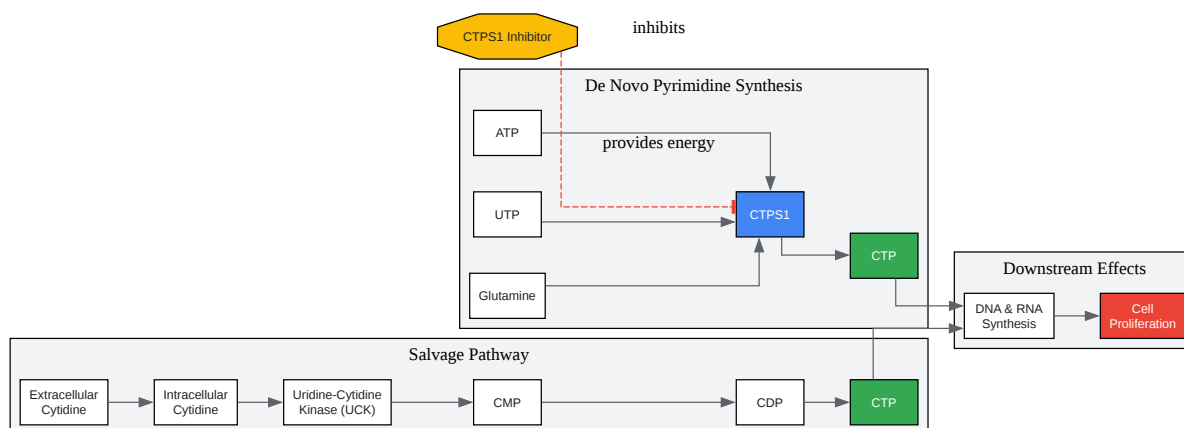 inhibits
CTPS1 Inhibitor
De Novo Pyrimidine Synthesis
ATP
provides energy
UTP
CTPS1
CTP
Glutamine
Downstream Effects
DNA & RNA
Synthesis
Cell
Proliferation
Salvage Pathway
Extracellular
Cytidine
Intracellular
Cytidine
Uridine-Cytidine
Kinase (UCK)
CMP
CDP
CTP